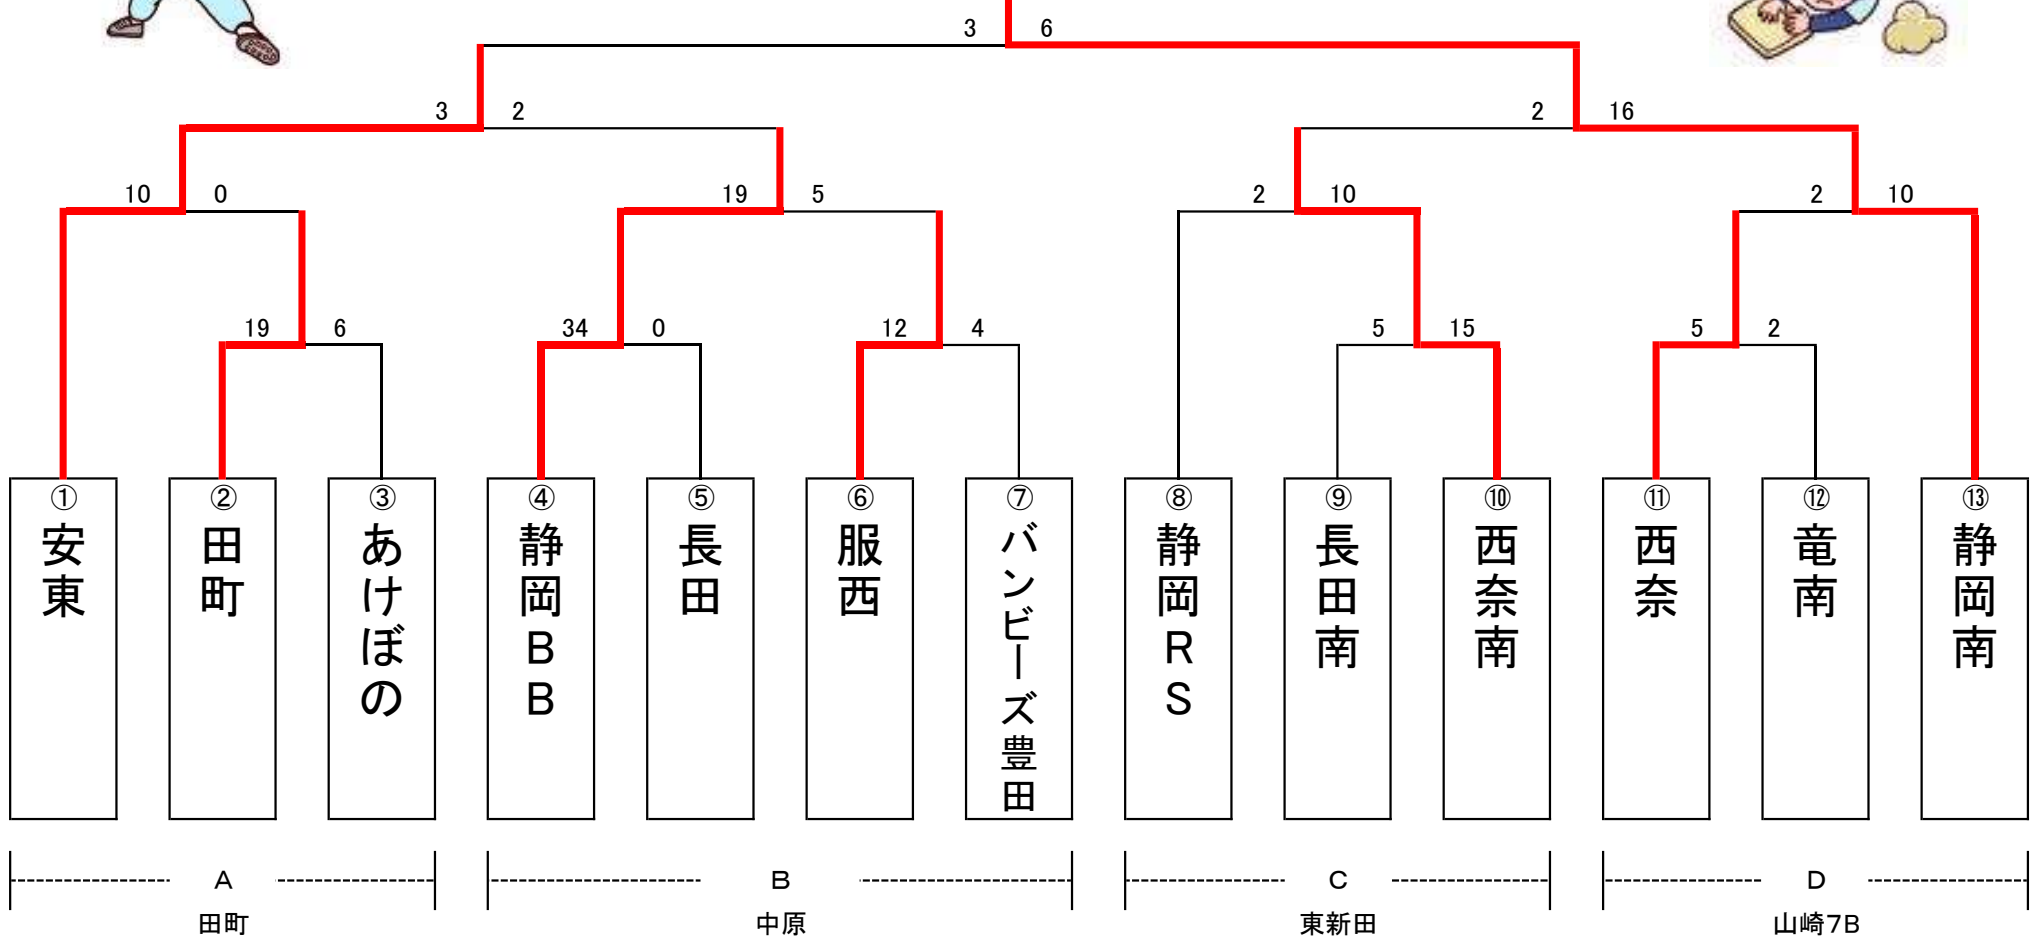 3 6
3 2 2 16
10 0 19 5 2 10 2 10
19 6 34 0 12 4 5 15 5 2
① ② ③ ④ ⑤ ⑥ ⑦ ⑧ ⑨ ⑩ ⑪ ⑫ ⑬
安東
田町
あけぼの
静岡BB
長田
服西
バンビーズ豊田
静岡RS
長田南
西奈南
西奈
竜南
静岡南
A B C D
田町 中原 東新田 山崎7B